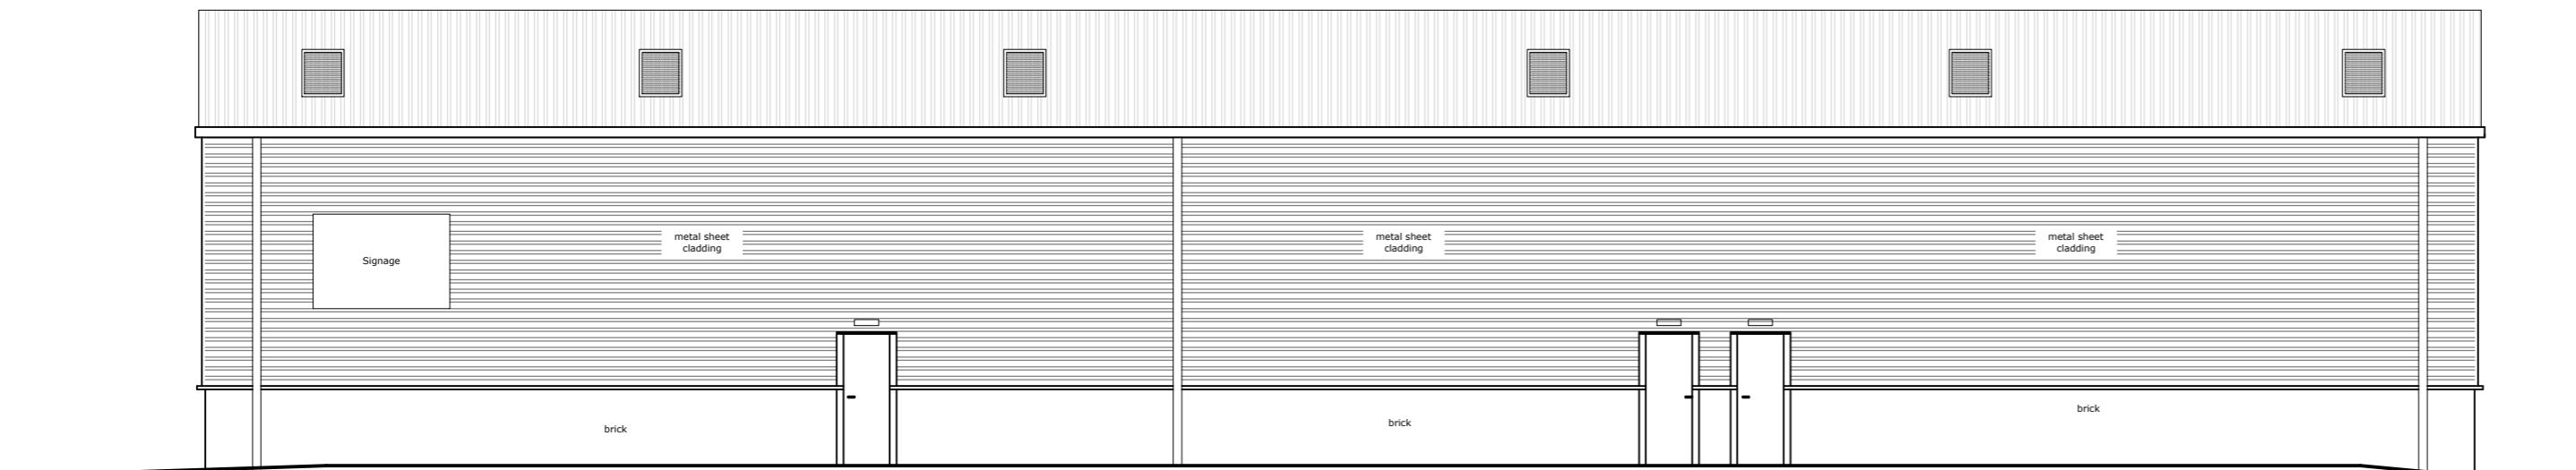 metal sheet
cladding
metal sheet
cladding
metal sheet
cladding
Signage
brick
brick
brick